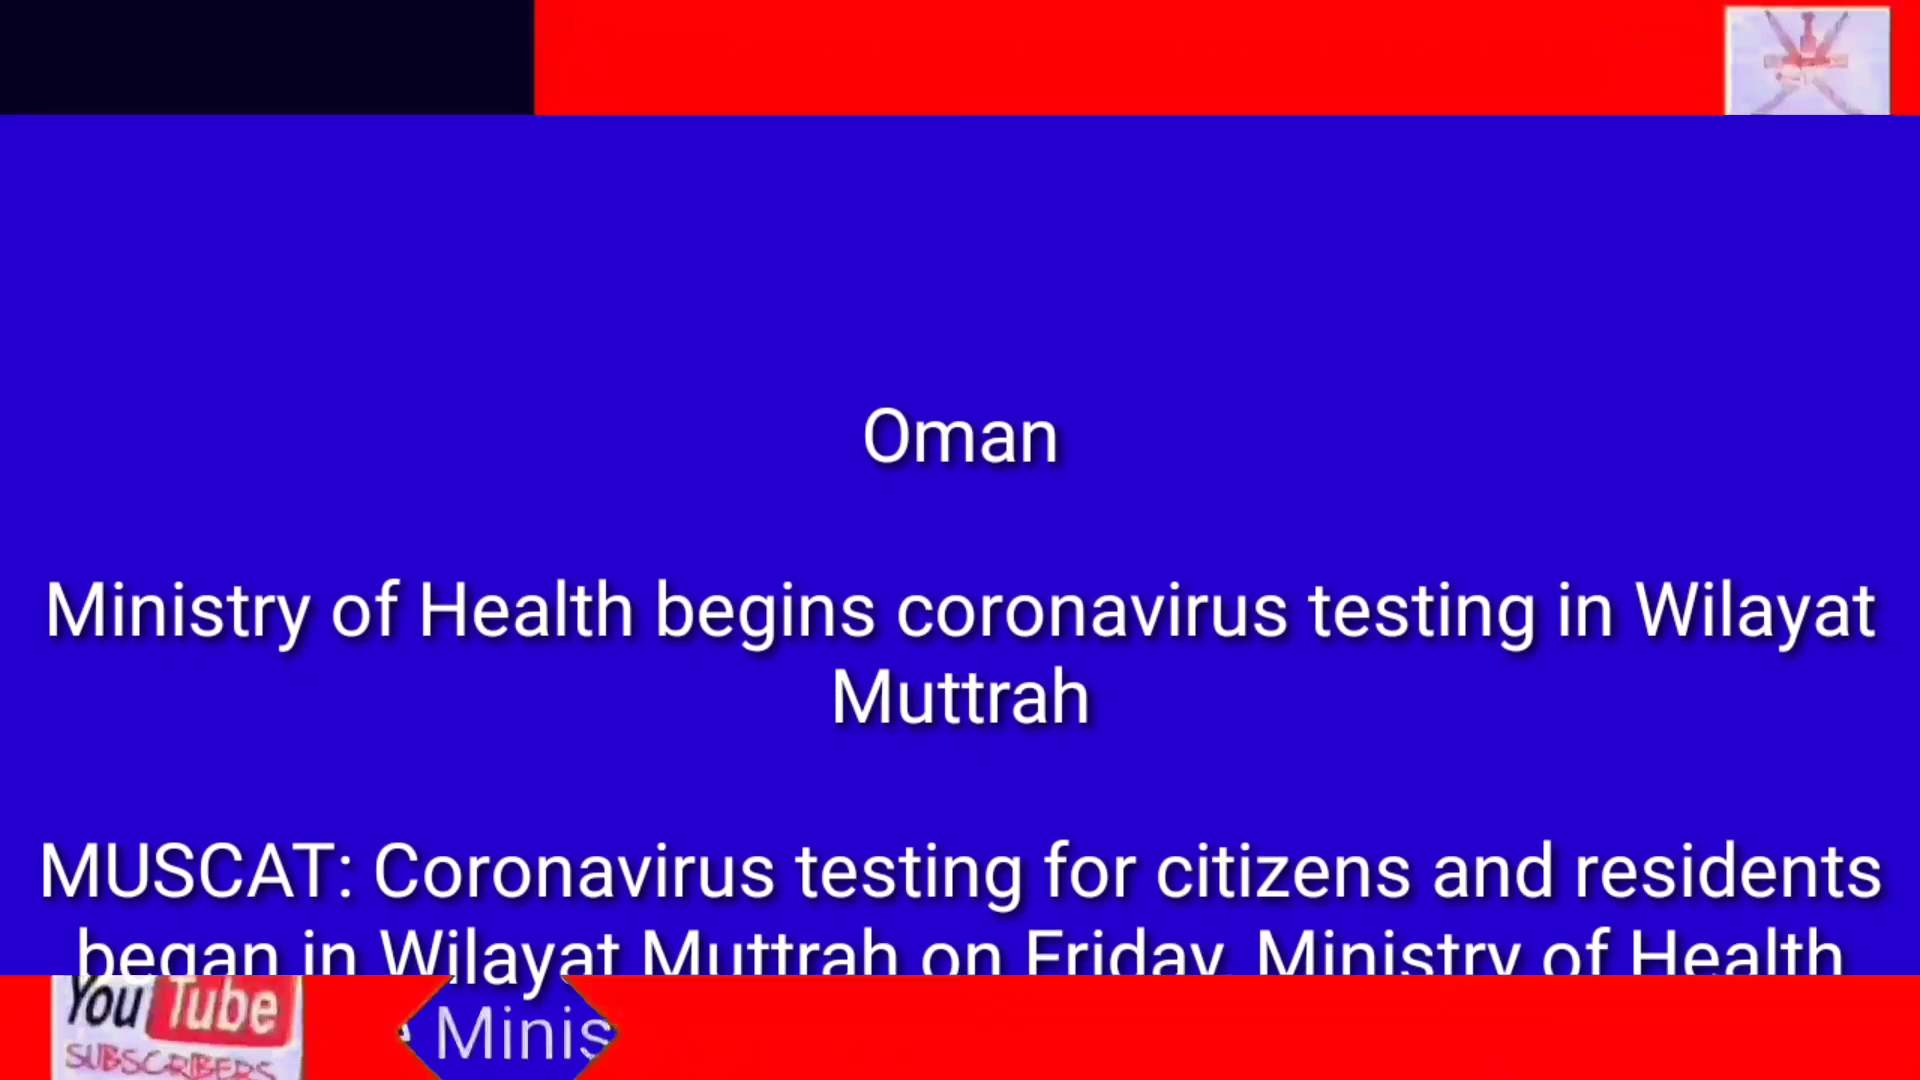 Oman
Ministry of Health begins coronavirus testing in Wilayat
Muttrah
MUSCAT: Coronavirus testing for citizens and residents
began in Wilayat Muttrah on Friday, Ministry of Health
You Tube
Minis
SUBSCRIBERS